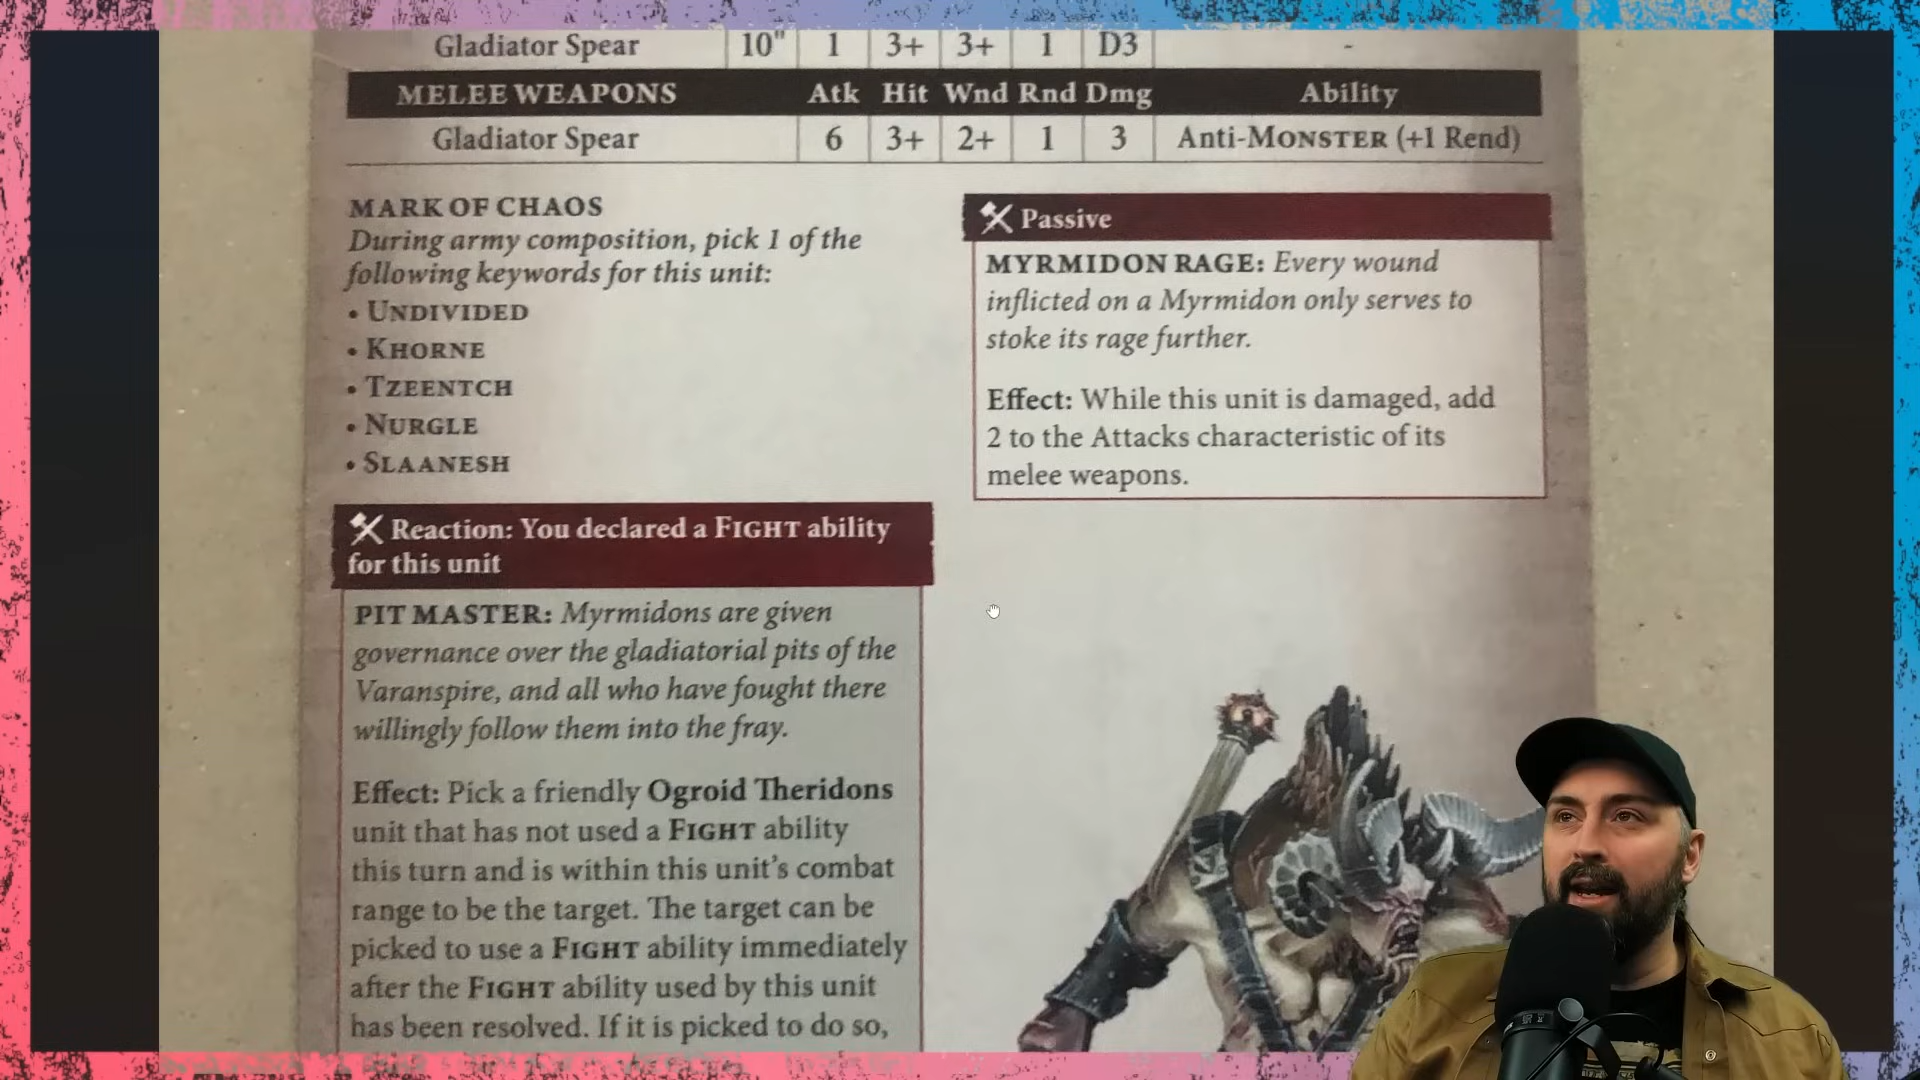 Gladiator Spear 10" 1 3+ 3+ 1 D3 -
MELEE WEAPONS Atk Hit Wnd Rnd Dmg Ability
Gladiator Spear 6 3+ 2+ 1 3 Anti-MONSTER (+1 Rend)
MARK OF CHAOS
During army composition, pick 1 of the
following keywords for this unit:
• UNDIVIDED
• KHORNE
• TZEENTCH
• NURGLE
• SLAANESH
Reaction: You declared a FIGHT ability
for this unit
PIT MASTER: Myrmidons are given
governance over the gladiatorial pits of the
Varanspire, and all who have fought there
willingly follow them into the fray.
Effect: Pick a friendly Ogroid Theridons
unit that has not used a FIGHT ability
this turn and is within this unit's combat
range to be the target. The target can be
picked to use a FIGHT ability immediately
after the FIGHT ability used by this unit
has been resolved. If it is picked to do so,
Passive
MYRMIDON RAGE: Every wound
inflicted on a Myrmidon only serves to
stoke its rage further.
Effect: While this unit is damaged, add
2 to the Attacks characteristic of its
melee weapons.